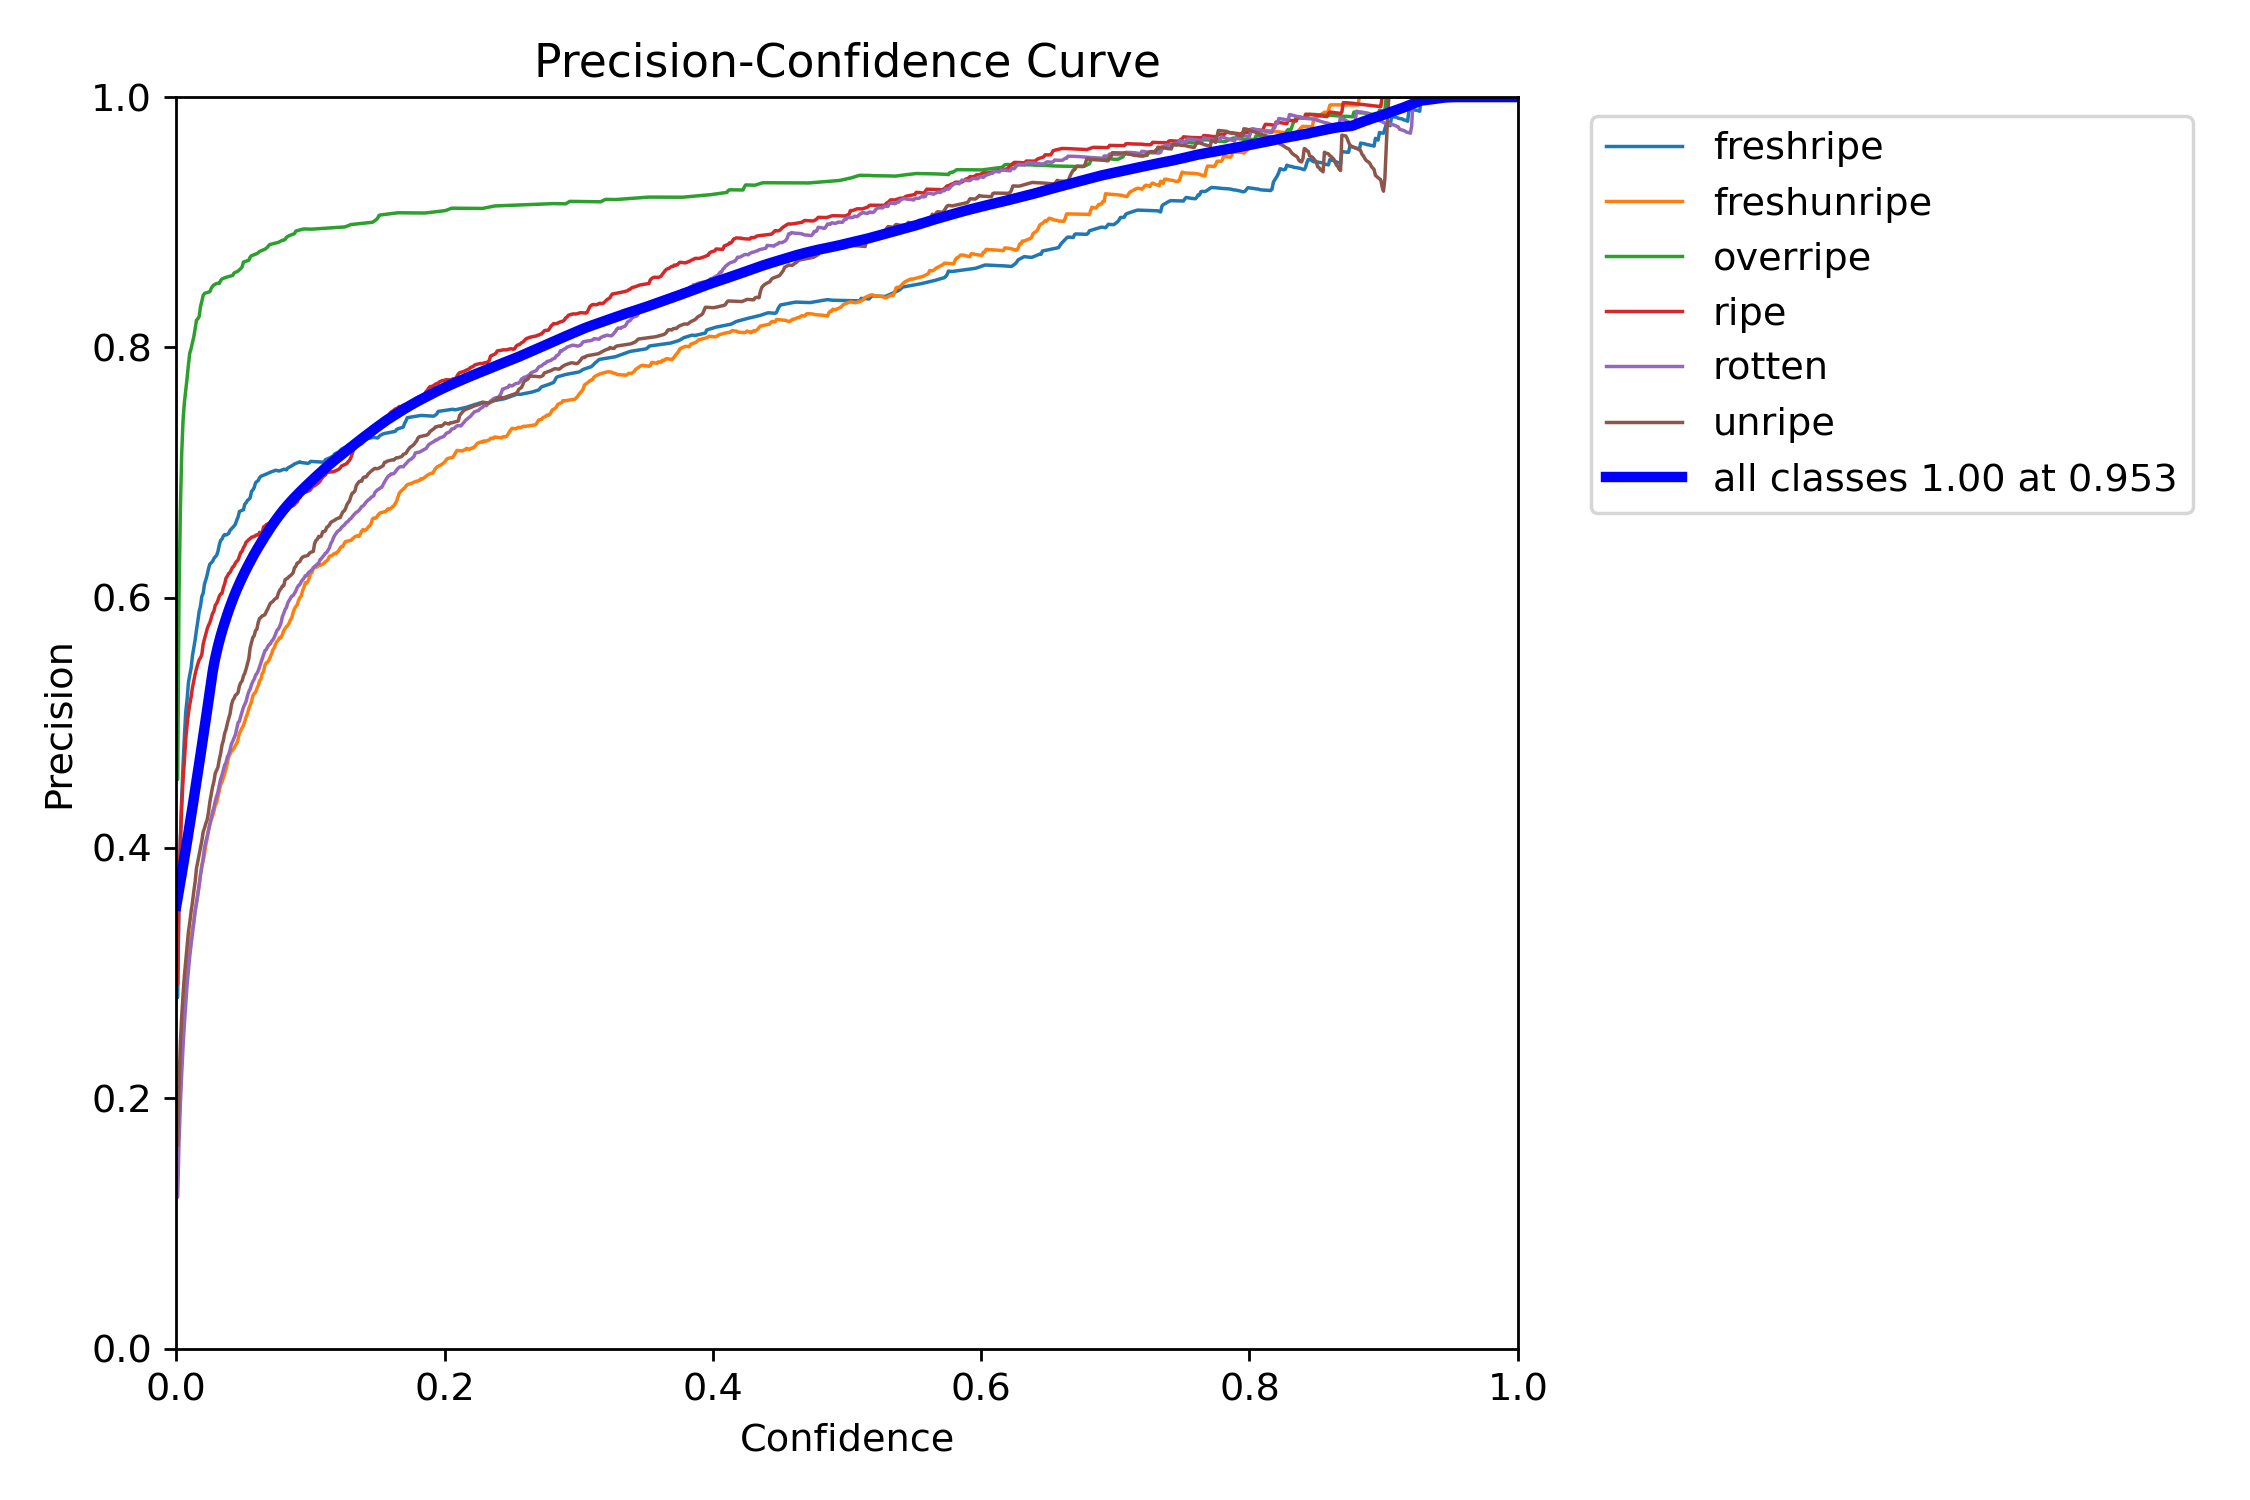 Precision-Confidence Curve
1.0
0.8
0.6
0.4
0.2
0.0
Precision
0.0 0.2 0.4 0.6 0.8 1.0
Confidence
freshripe
freshunripe
overripe
ripe
rotten
unripe
all classes 1.00 at 0.953